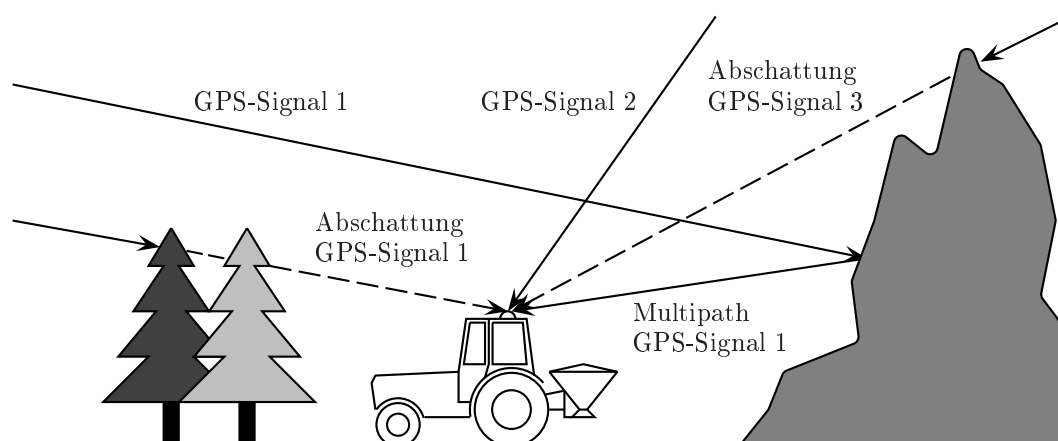 GPS-Signal 1
GPS-Signal 2
Abschattung
GPS-Signal 3
Abschattung
GPS-Signal 1
Multipath
GPS-Signal 1